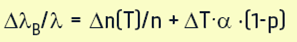 Δλ_B/λ = Δn(T)/n + ΔT·α ·(1-p)